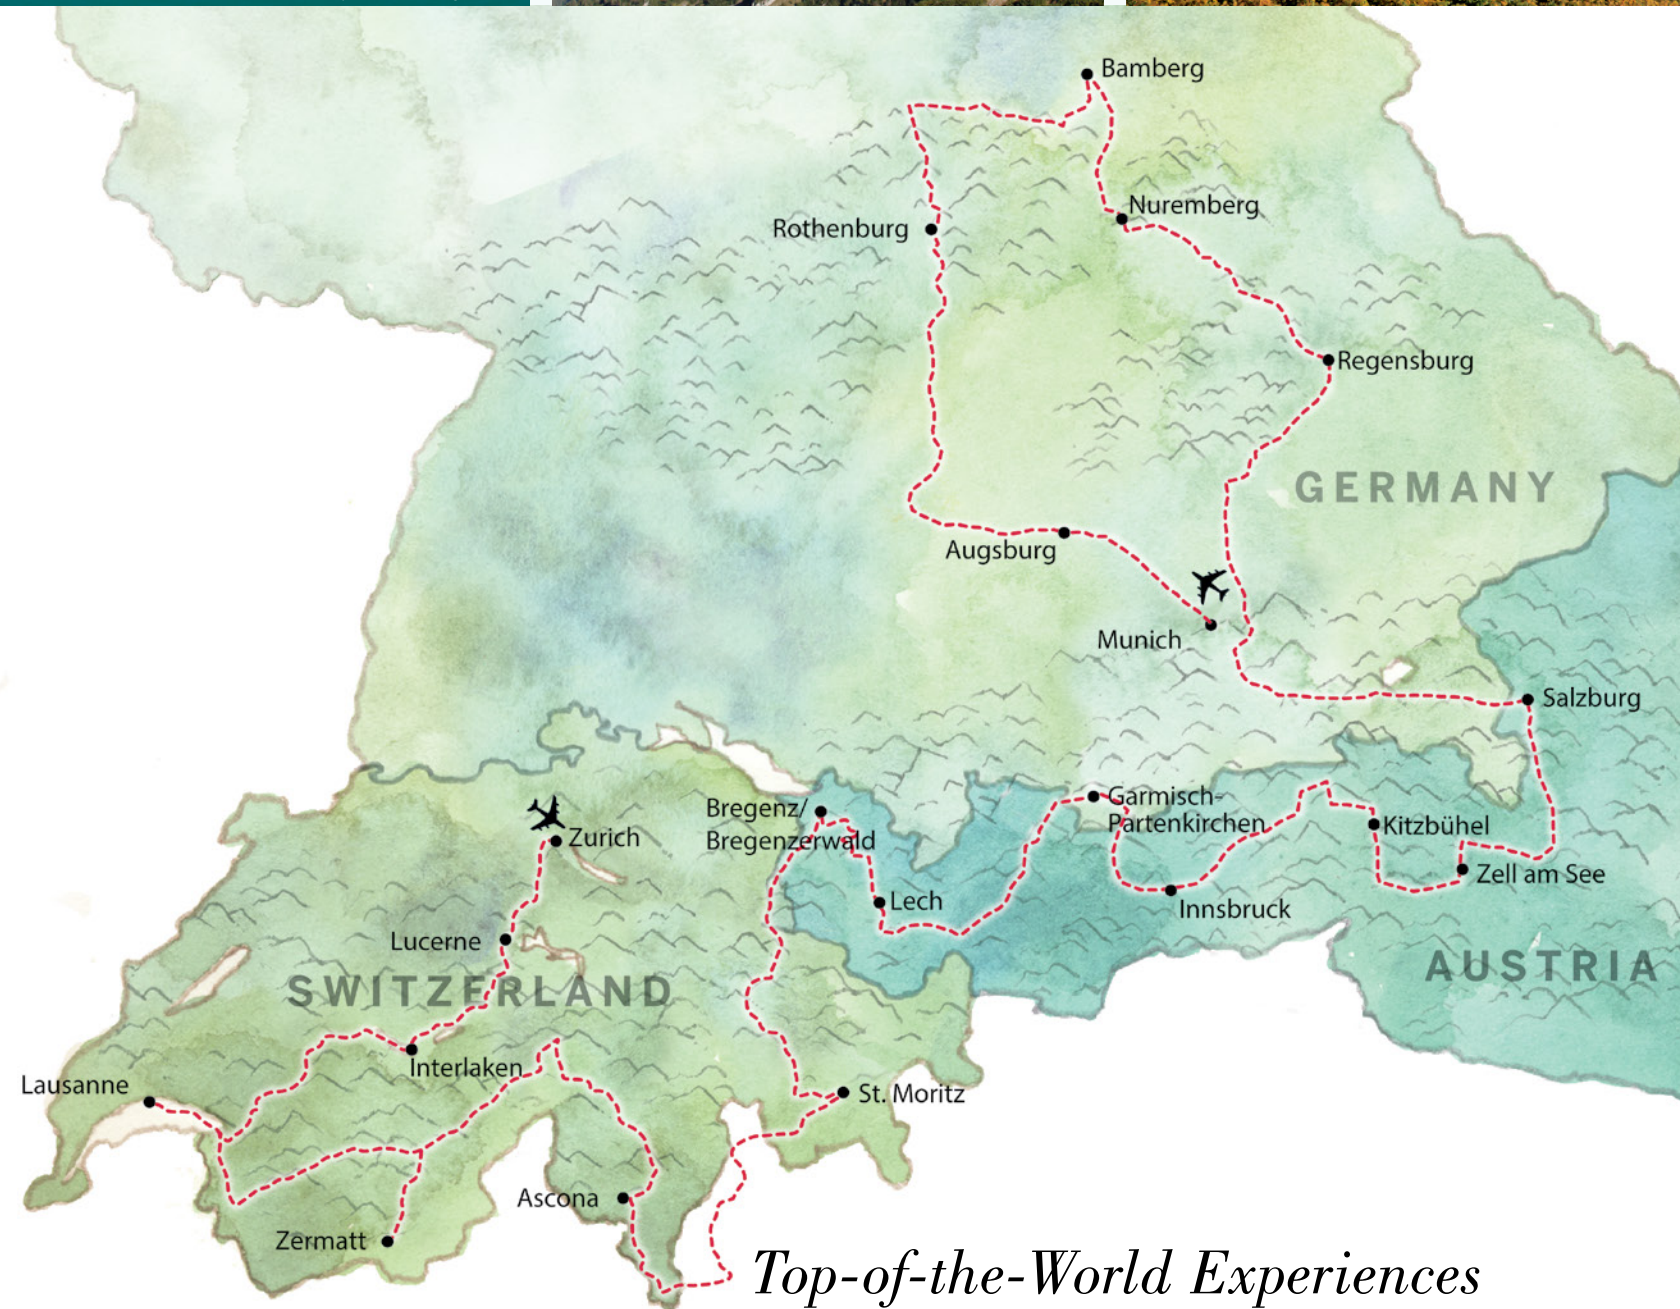 Bamberg
Nuremberg
Rothenburg
Regensburg
GERMANY
Augsburg
Munich
Salzburg
Garmisch-
Partenkirchen
Bregenz/
Bregenzerwald
Kitzbühel
Zurich
Zell am See
Lech
Innsbruck
Lucerne
AUSTRIA
SWITZERLAND
Interlaken
Lausanne
St. Moritz
Ascona
Zermatt
Top-of-the-World Experiences